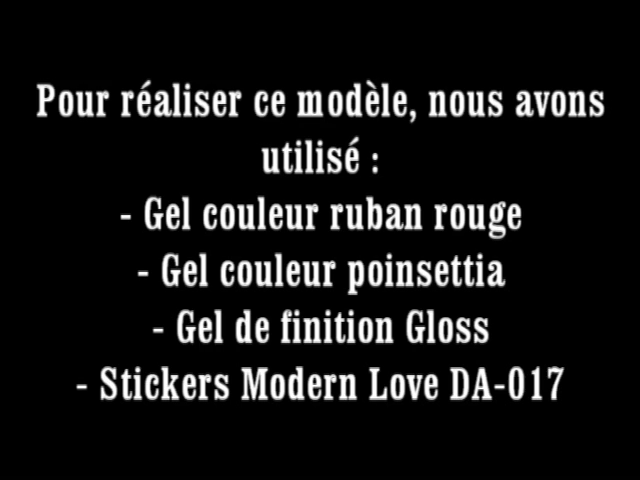 Pour réaliser ce modèle, nous avons
utilisé :
- Gel couleur ruban rouge
- Gel couleur poinsettia
- Gel de finition Gloss
- Stickers Modern Love DA-017